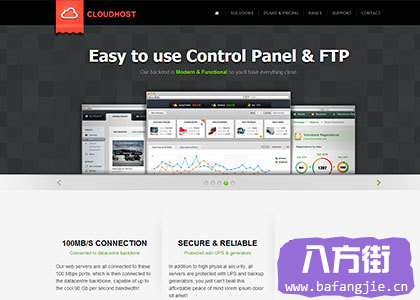 CLOUDHOST
SOLUTIONS
PLANS & PRICING
PAGES
SUPPORT
CONTACT
Easy to use Control Panel & FTP
Our backend is Modern & Functional so you'll have everything close
Volunteers Registrations
1287
100MB/S CONNECTION
Connected to datacentre backbone
Our web servers are all connected to these
100 Mbps ports, which is then connected to
the datacentre backbone, capable of up to
the cool 90 Gb per second bandwidth!
SECURE & RELIABLE
Protected with UPS & generators
In addition to high physical security, all
servers are protected with UPS and backup
generators, you just can't beat this
affordable peace of mind lorem ipsum dolor
sit amet!
八方街
www.bafangjie.cn